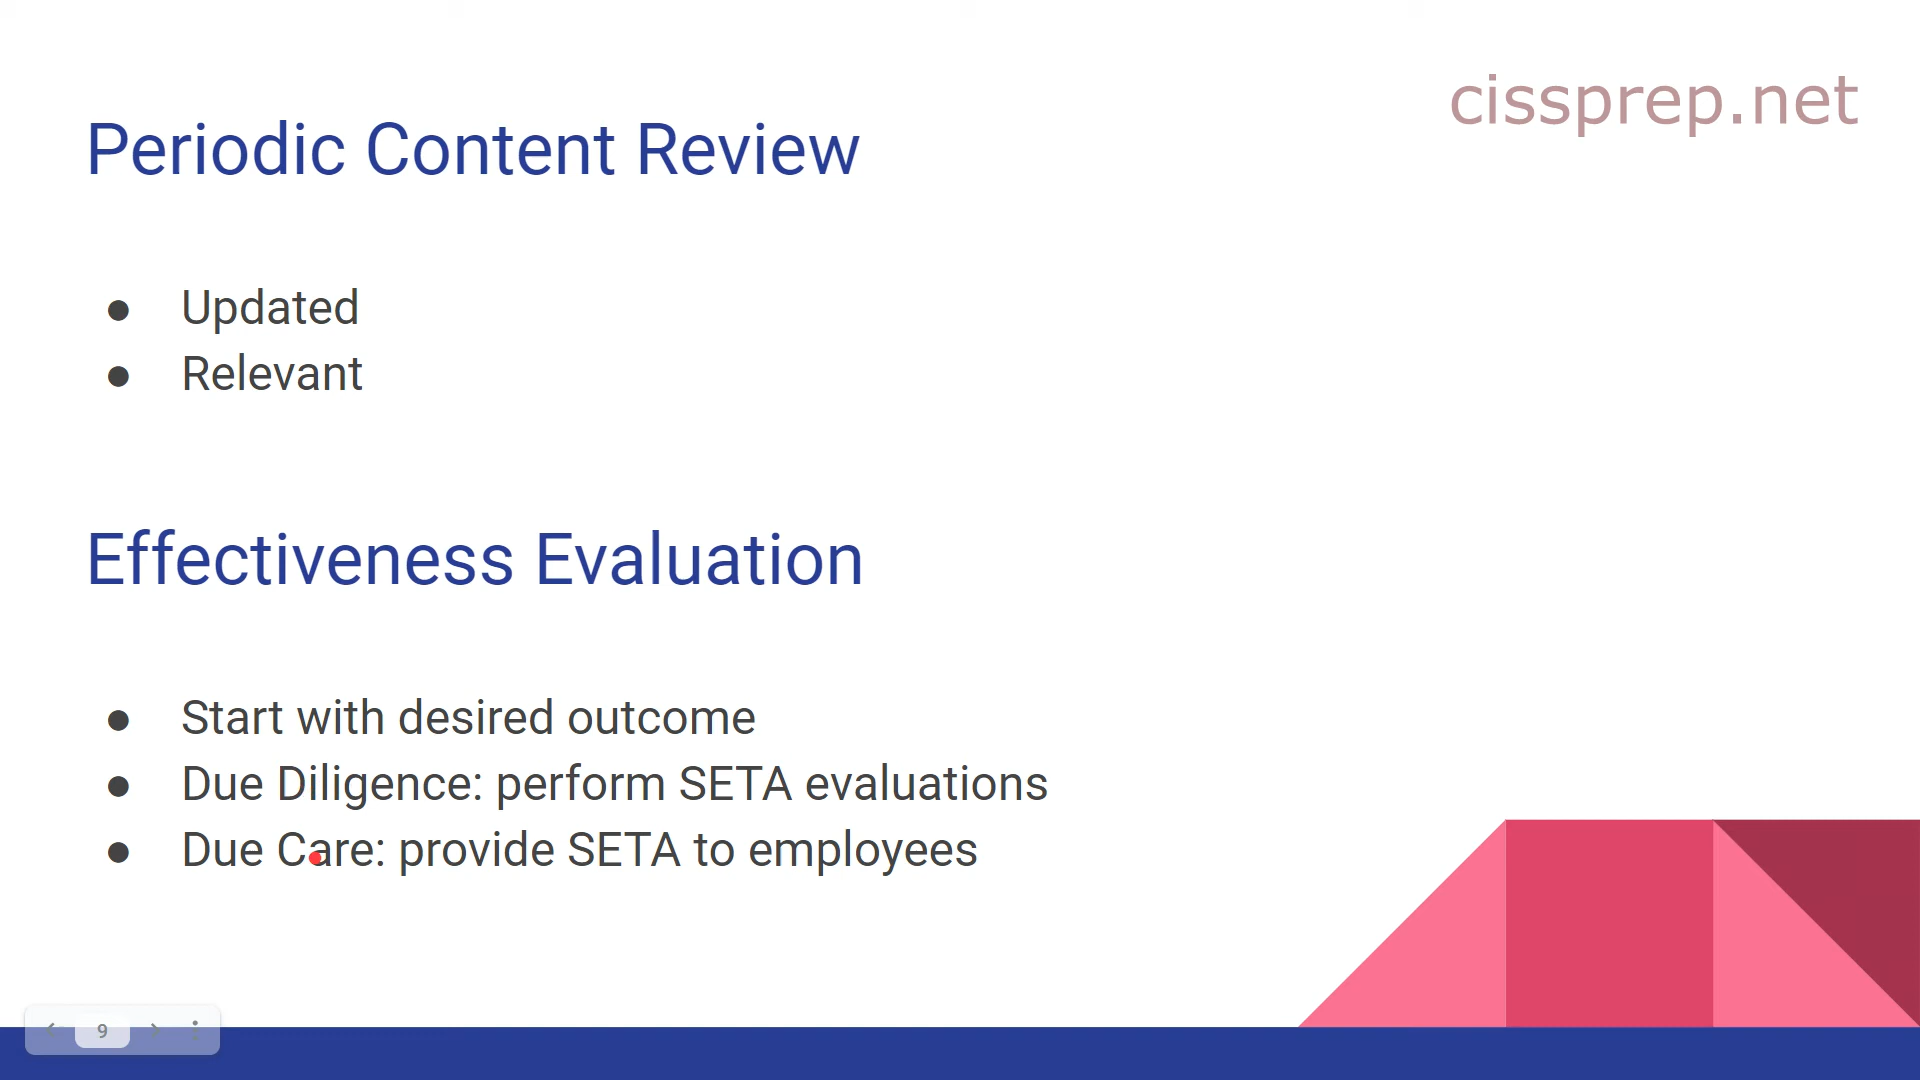 cissprep.net
Periodic Content Review
● Updated
● Relevant
Effectiveness Evaluation
● Start with desired outcome
● Due Diligence: perform SETA evaluations
● Due Care: provide SETA to employees
9